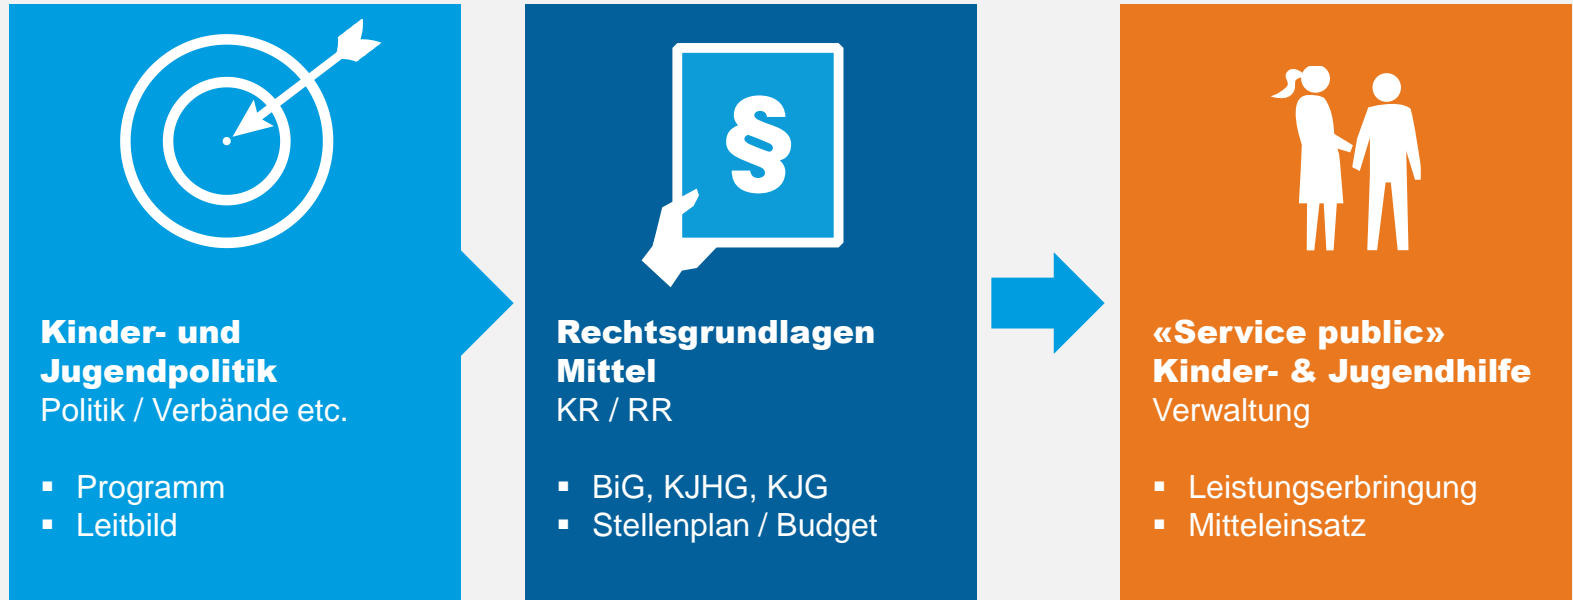 §
Kinder- und
Jugendpolitik
Politik / Verbände etc.
▪ Programm
▪ Leitbild
Rechtsgrundlagen
Mittel
KR / RR
▪ BiG, KJHG, KJG
▪ Stellenplan / Budget
«Service public»
Kinder- & Jugendhilfe
Verwaltung
▪ Leistungserbringung
▪ Mitteleinsatz